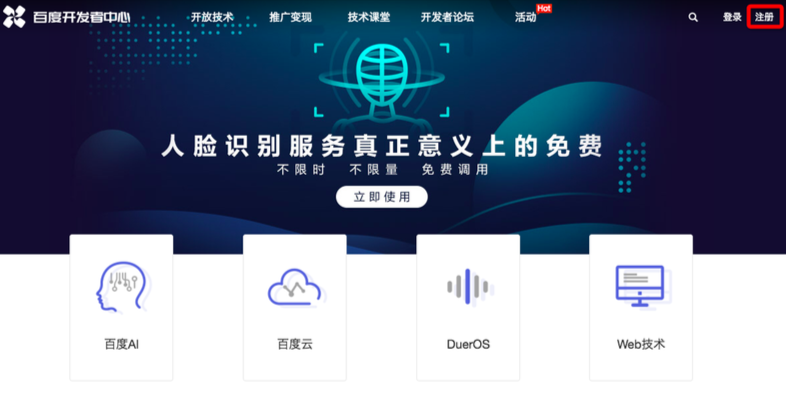 百度开发者中心 开放技术 推广变现 技术课堂 开发者论坛 活动 Hot 登录 注册
人脸识别服务真正意义上的免费
不限时 不限量 免费调用
立即使用
百度AI 百度云 DuerOS Web技术